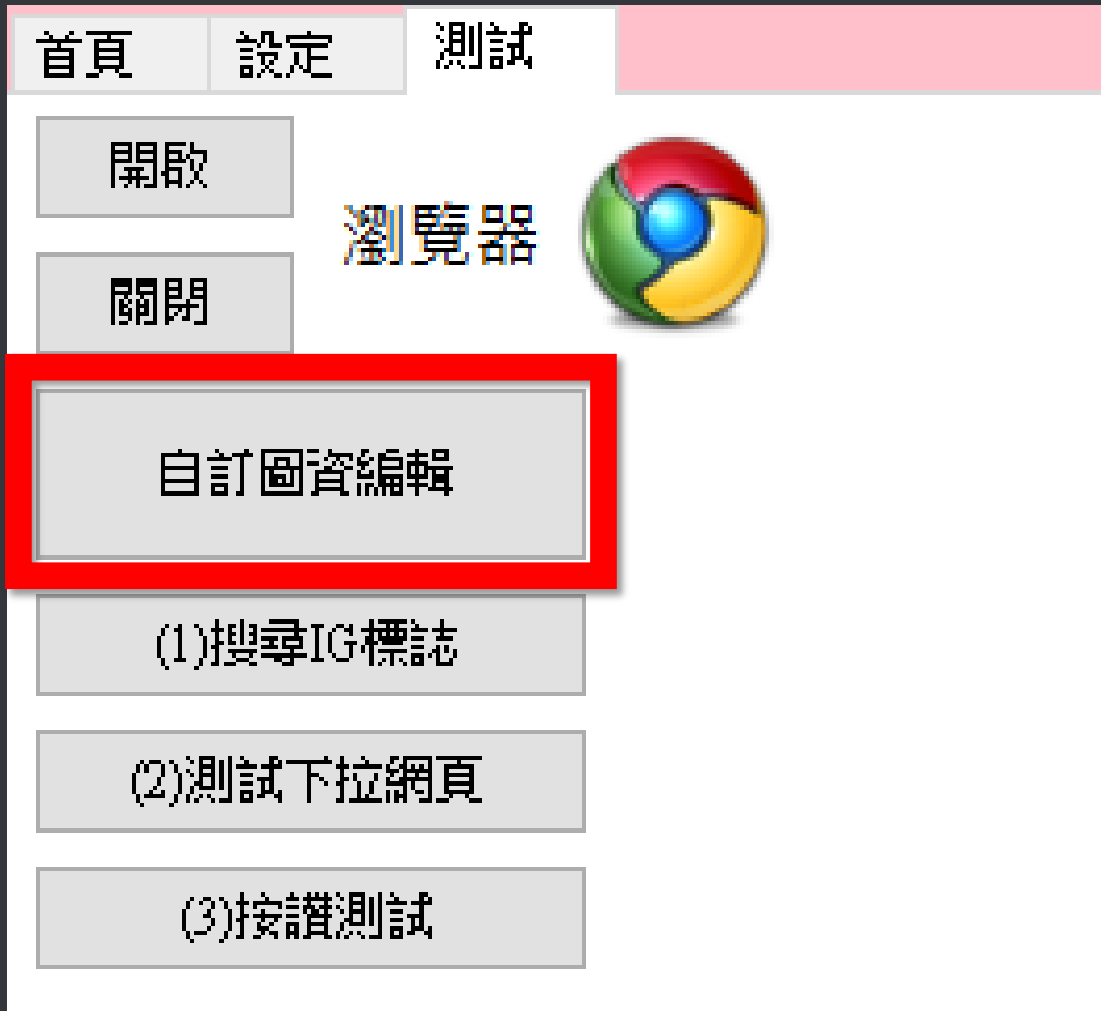 首頁 設定 測試
開啟
瀏覽器
關閉
自訂圖資編輯
(1)搜尋IG標誌
(2)測試下拉網頁
(3)按讚測試